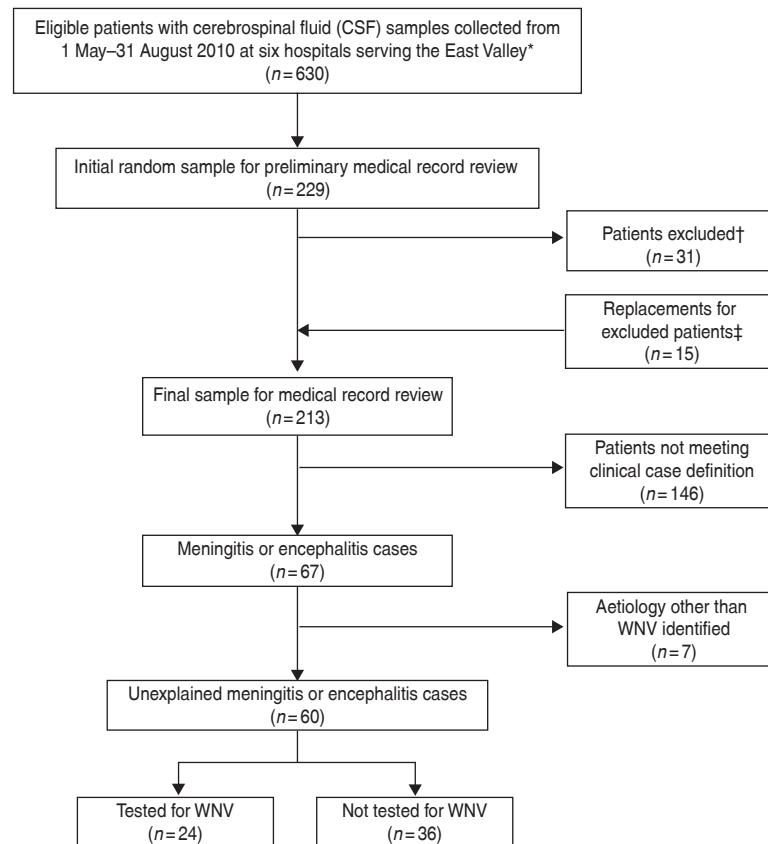 Eligible patients with cerebrospinal fluid (CSF) samples collected from
1 May–31 August 2010 at six hospitals serving the East Valley*
(n=630)
Initial random sample for preliminary medical record review
(n=229)
Patients excluded†
(n=31)
Replacements for
excluded patients‡
(n=15)
Final sample for medical record review
(n=213)
Patients not meeting
clinical case definition
(n=146)
Meningitis or encephalitis cases
(n=67)
Aetiology other than
WNV identified
(n=7)
Unexplained meningitis or encephalitis cases
(n=60)
Tested for WNV
(n=24)
Not tested for WNV
(n=36)